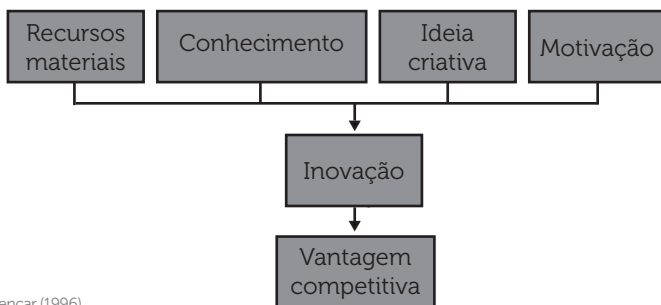 Recursos
materiais
Conhecimento
Ideia
criativa
Motivação
Inovação
Vantagem
competitiva
(1996)